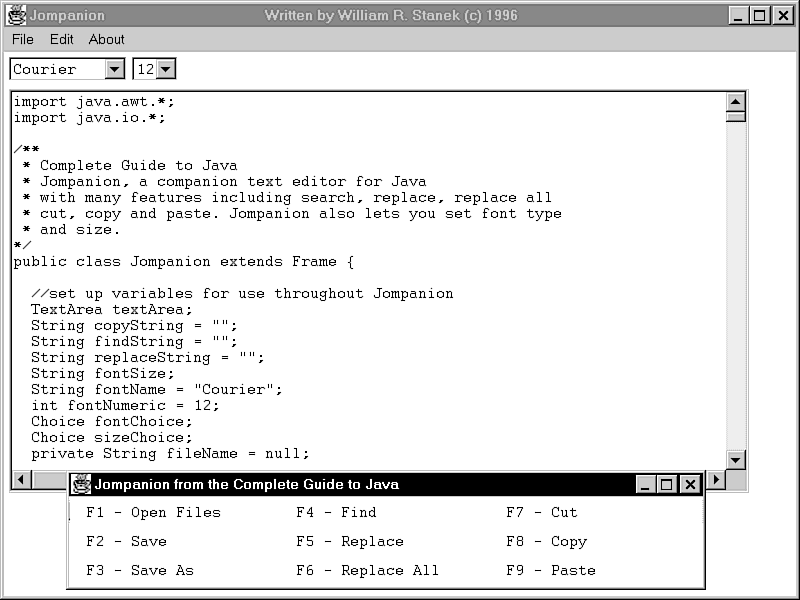 Jompanion Written by William R. Stanek (c) 1996
File Edit About
Courier 12
import java.awt.*;
import java.io.*;
/**
* Complete Guide to Java
* Jompanion, a companion text editor for Java
* with many features including search, replace, replace all
* cut, copy and paste. Jompanion also lets you set font type
* and size.
*/
public class Jompanion extends Frame {
//set up variables for use throughout Jompanion
TextArea textArea;
String copyString = "";
String findString = "";
String replaceString = "";
String fontSize;
String fontName = "Courier";
int fontNumeric = 12;
Choice fontChoice;
Choice sizeChoice;
private String fileName = null;
Jompanion from the Complete Guide to Java
F1 - Open Files F4 - Find F7 - Cut
F2 - Save F5 - Replace F8 - Copy
F3 - Save As F6 - Replace All F9 - Paste